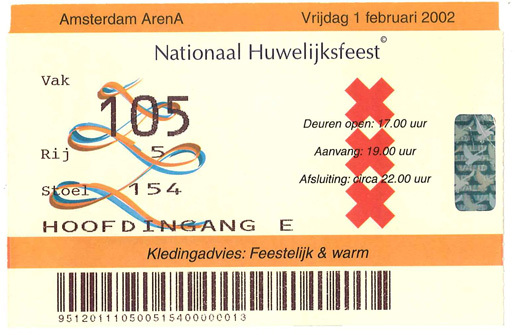 Amsterdam ArenA Vrijdag 1 februari 2002
Nationaal Huwelijksfeest©
Vak 105
Deuren open: 17.00 uur
Rij 5
Aanvang: 19.00 uur
Stoel 154
Afsluiting: circa 22.00 uur
HOOFDINGANG E
Kledingadvies: Feestelijk & warm
9512011105005154000000013